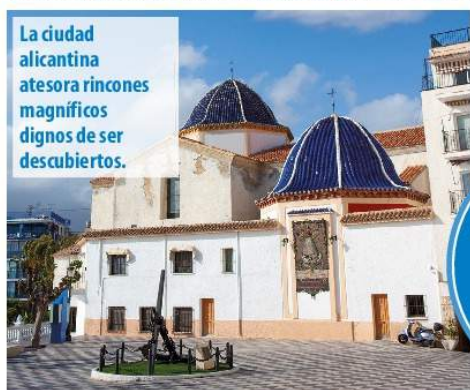 La ciudad
alicantina
atesora rincones
magníficos
dignos de ser
descubiertos.